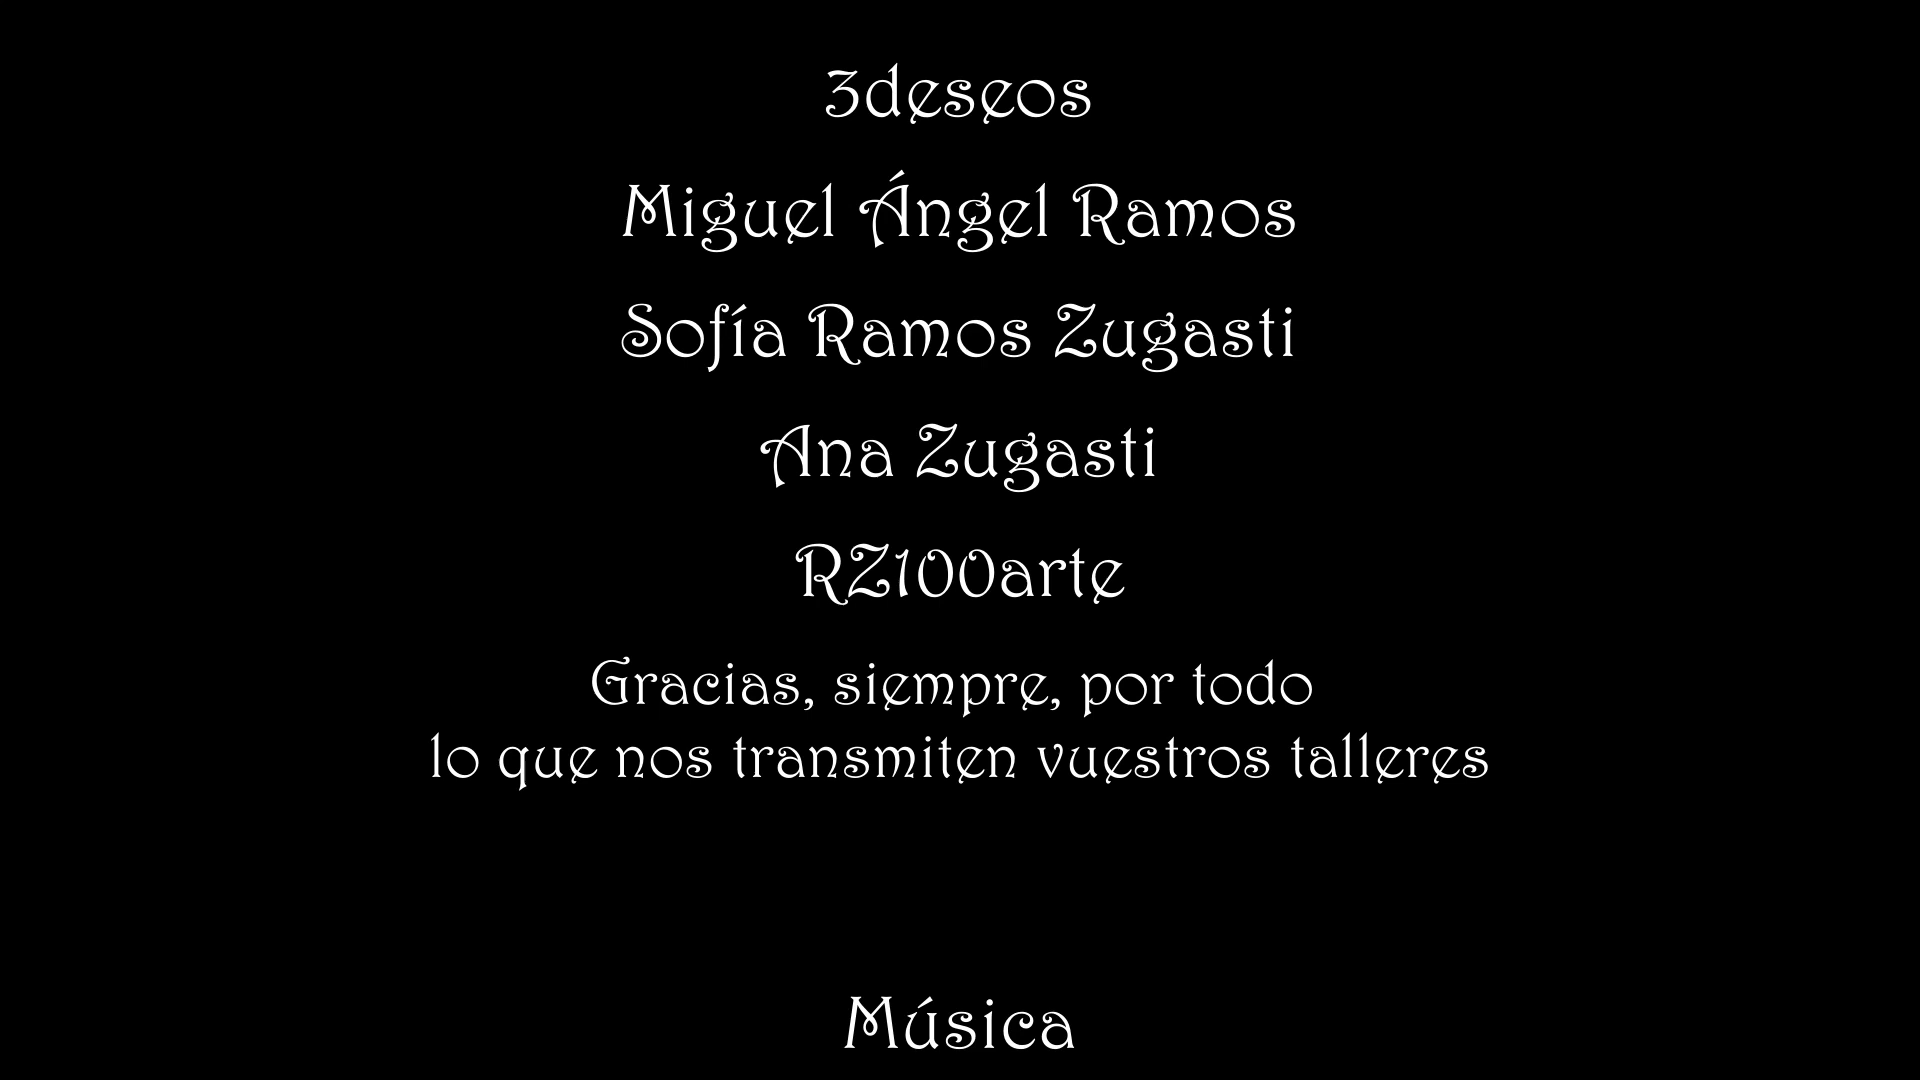 3deseos
Miguel Ángel Ramos
Sofía Ramos Zugasti
Ana Zugasti
RZ100arte
Gracias, siempre, por todo
lo que nos transmiten vuestros talleres
Música